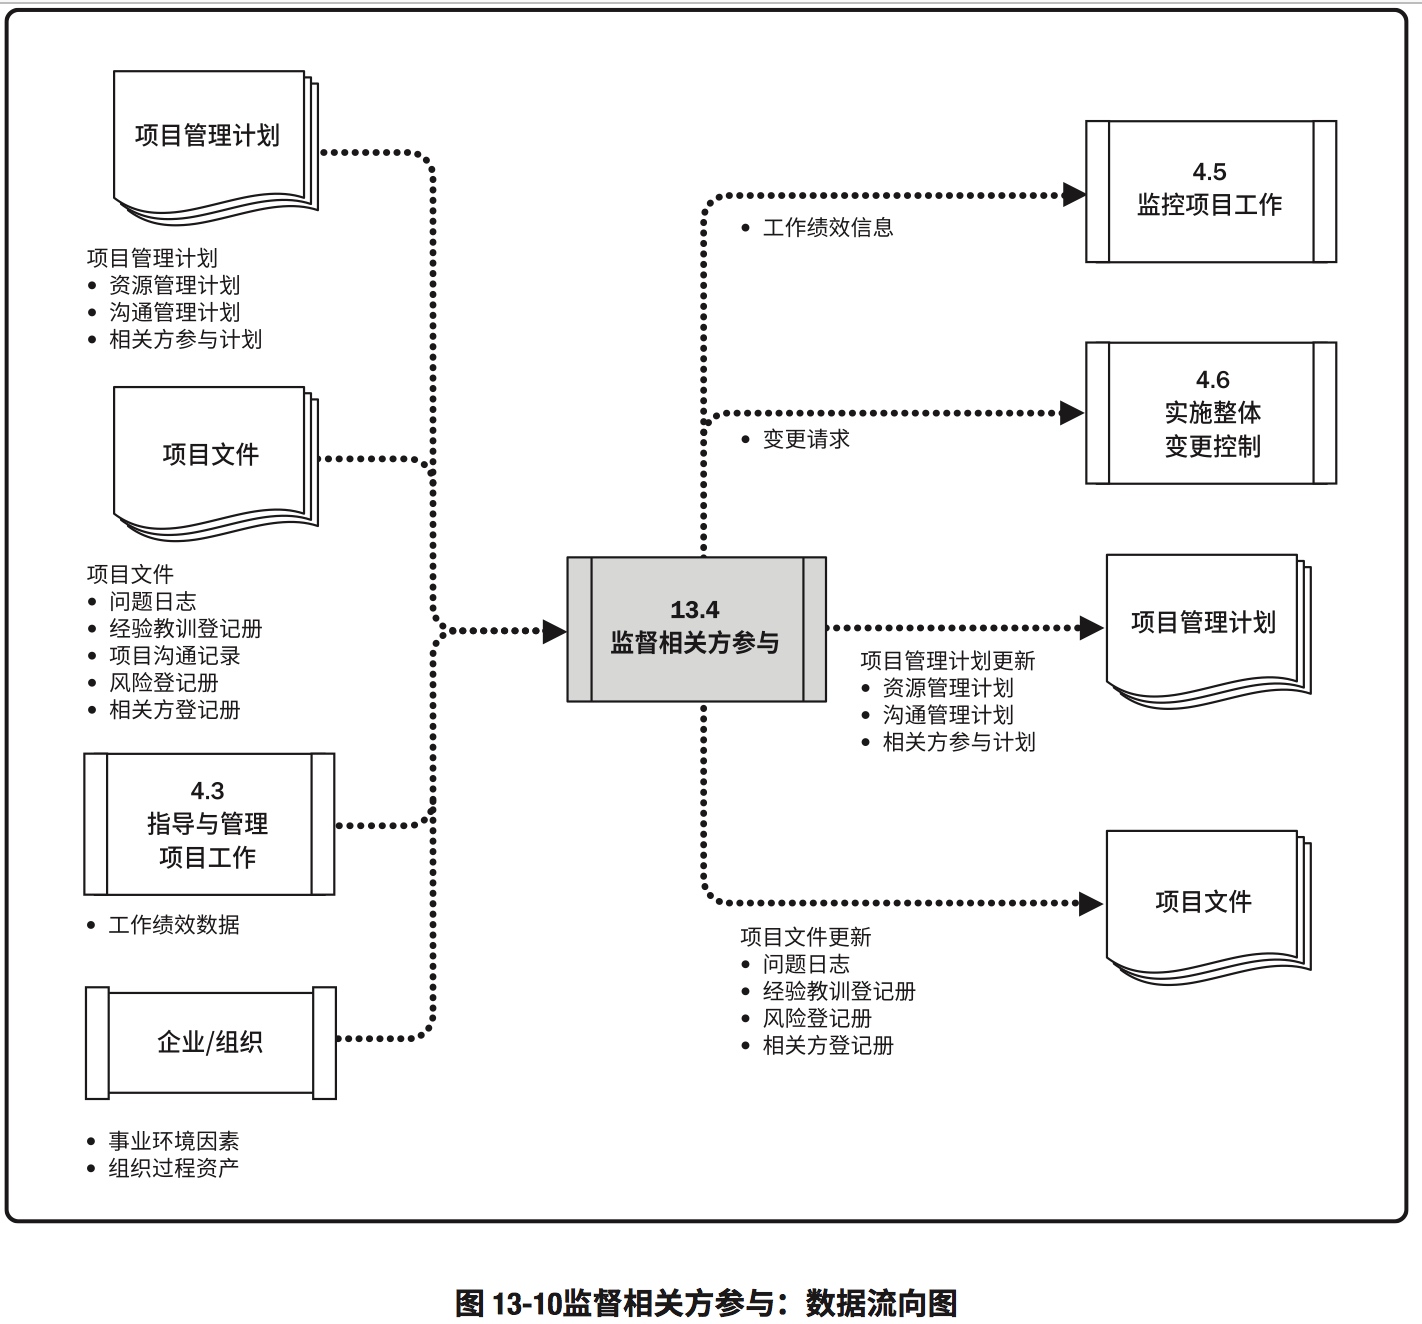 项目管理计划
项目管理计划
• 资源管理计划
• 沟通管理计划
• 相关方参与计划
项目文件
项目文件
• 问题日志
• 经验教训登记册
• 项目沟通记录
• 风险登记册
• 相关方登记册
4.3
指导与管理
项目工作
• 工作绩效数据
企业/组织
• 事业环境因素
• 组织过程资产
13.4
监督相关方参与
• 工作绩效信息
4.5
监控项目工作
• 变更请求
4.6
实施整体
变更控制
项目管理计划
项目管理计划更新
• 资源管理计划
• 沟通管理计划
• 相关方参与计划
项目文件
项目文件更新
• 问题日志
• 经验教训登记册
• 风险登记册
• 相关方登记册
图 13-10监督相关方参与：数据流向图